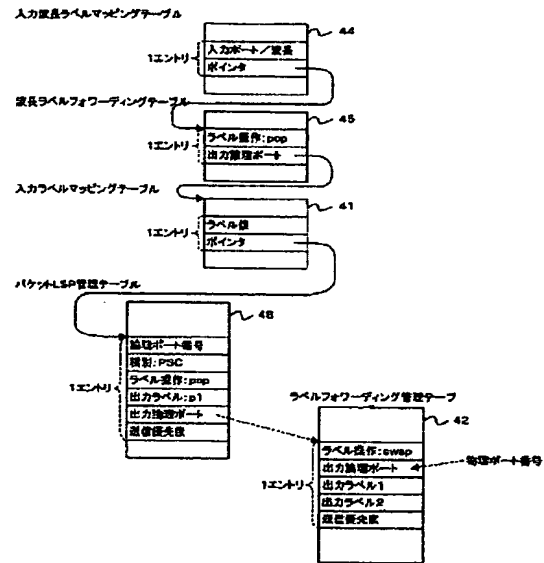 入力波長ラベルマッピングテーブル
44
1エントリ
入力ポート/波長
ポインタ
波長ラベルフォワーディングテーブル
45
1エントリ
ラベル操作:pop
出力論理ポート
入力ラベルマッピングテーブル
41
1エントリ
ラベル値
ポインタ
パケットLSP管理テーブル
48
1エントリ
論理ポート番号
種別:PSC
ラベル操作:pop
出力ラベル:p1
出力論理ポート
送信優先度
ラベルフォワーディング管理テーブ
42
1エントリ
ラベル操作:swap
出力論理ポート
物理ポート番号
出力ラベル1
出力ラベル2
送信優先度